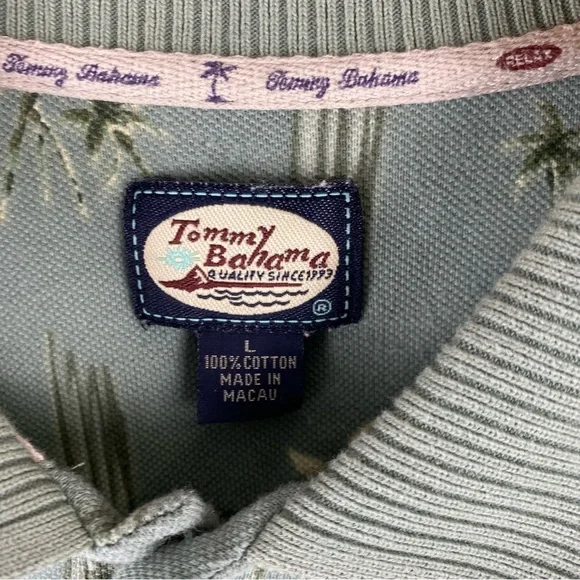 Tommy Bahama Tommy Bahama RELAX
Tommy
Bahama
QUALITY SINCE 1993
®
L
100% COTTON
MADE IN
MACAU